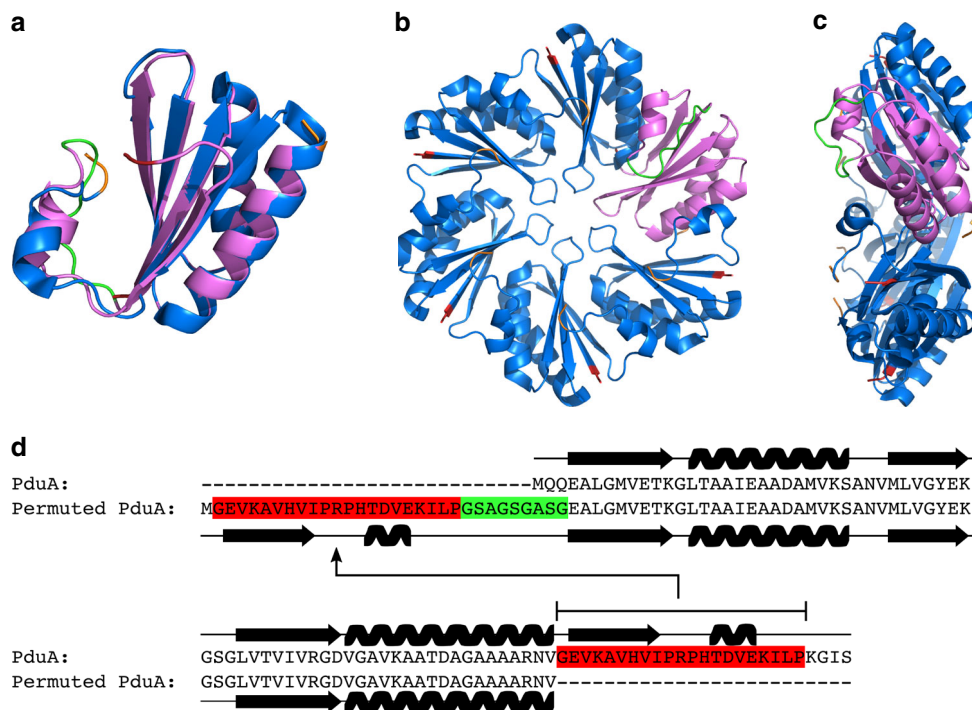 a
b
c
d
PduA: --------------------------------MQQEALGMVETKGLTAAIEAADAMVKSANVMLVGYEK
Permuted PduA: MGEVKAVHVIPRPHTDVEKILPGSAGSGASGEALGMVETKGLTAAIEAADAMVKSANVMLVGYEK
PduA: GSGLVTVIVRGDVGAVKAATDAGAAAARNVGEVKAVHVIPRPHTDVEKILPKGIS
Permuted PduA: GSGLVTVIVRGDVGAVKAATDAGAAAARNV-------------------------